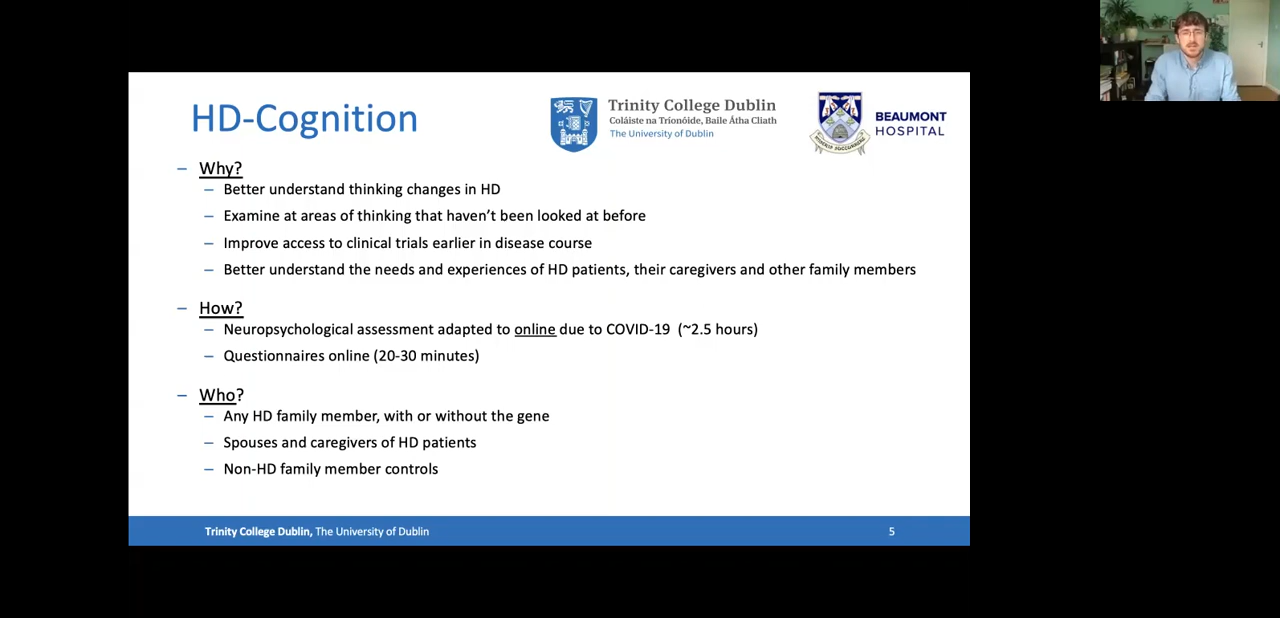 HD-Cognition
Trinity College Dublin
Coláiste na Tríonóide, Baile Átha Cliath
The University of Dublin
BEAUMONT
HOSPITAL
– Why?
– Better understand thinking changes in HD
– Examine at areas of thinking that haven't been looked at before
– Improve access to clinical trials earlier in disease course
– Better understand the needs and experiences of HD patients, their caregivers and other family members
– How?
– Neuropsychological assessment adapted to online due to COVID-19 (~2.5 hours)
– Questionnaires online (20-30 minutes)
– Who?
– Any HD family member, with or without the gene
– Spouses and caregivers of HD patients
– Non-HD family member controls
Trinity College Dublin, The University of Dublin
5